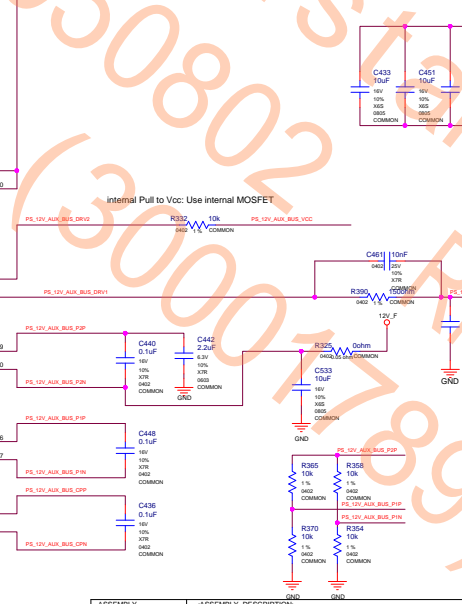 C433
10uF
16V
10%
X6S
0805
COMMON
C451
10uF
16V
10%
X6S
0805
COMMON
internal Pull to Vcc: Use internal MOSFET
PS_12V_AUX_BUS_DRV2
R332
10k
0402
1 %
COMMON
PS_12V_AUX_BUS_VCC
C461
10nF
0402
25V
10%
X7R
COMMON
PS_12V_AUX_BUS_DRV1
R390
150ohm
0402
1 %
COMMON
12V_F
PS_12V_AUX_BUS_P2P
C440
0.1uF
16V
10%
X7R
0402
COMMON
C442
2.2uF
6.3V
10%
X7R
0603
COMMON
GND
PS_12V_AUX_BUS_P2N
R325
0ohm
0402
0.05 ohm
COMMON
C533
10uF
16V
10%
X6S
0805
COMMON
GND
GND
PS_12V_AUX_BUS_P1P
C448
0.1uF
16V
10%
X7R
0402
COMMON
PS_12V_AUX_BUS_P1N
PS_12V_AUX_BUS_CPP
C436
0.1uF
16V
10%
X7R
0402
COMMON
PS_12V_AUX_BUS_CPN
PS_12V_AUX_BUS_P2P
R365
10k
1 %
0402
COMMON
R358
10k
1 %
0402
COMMON
PS_12V_AUX_BUS_P1P
PS_12V_AUX_BUS_P1N
R370
10k
1 %
0402
COMMON
R354
10k
1 %
0402
COMMON
GND
GND